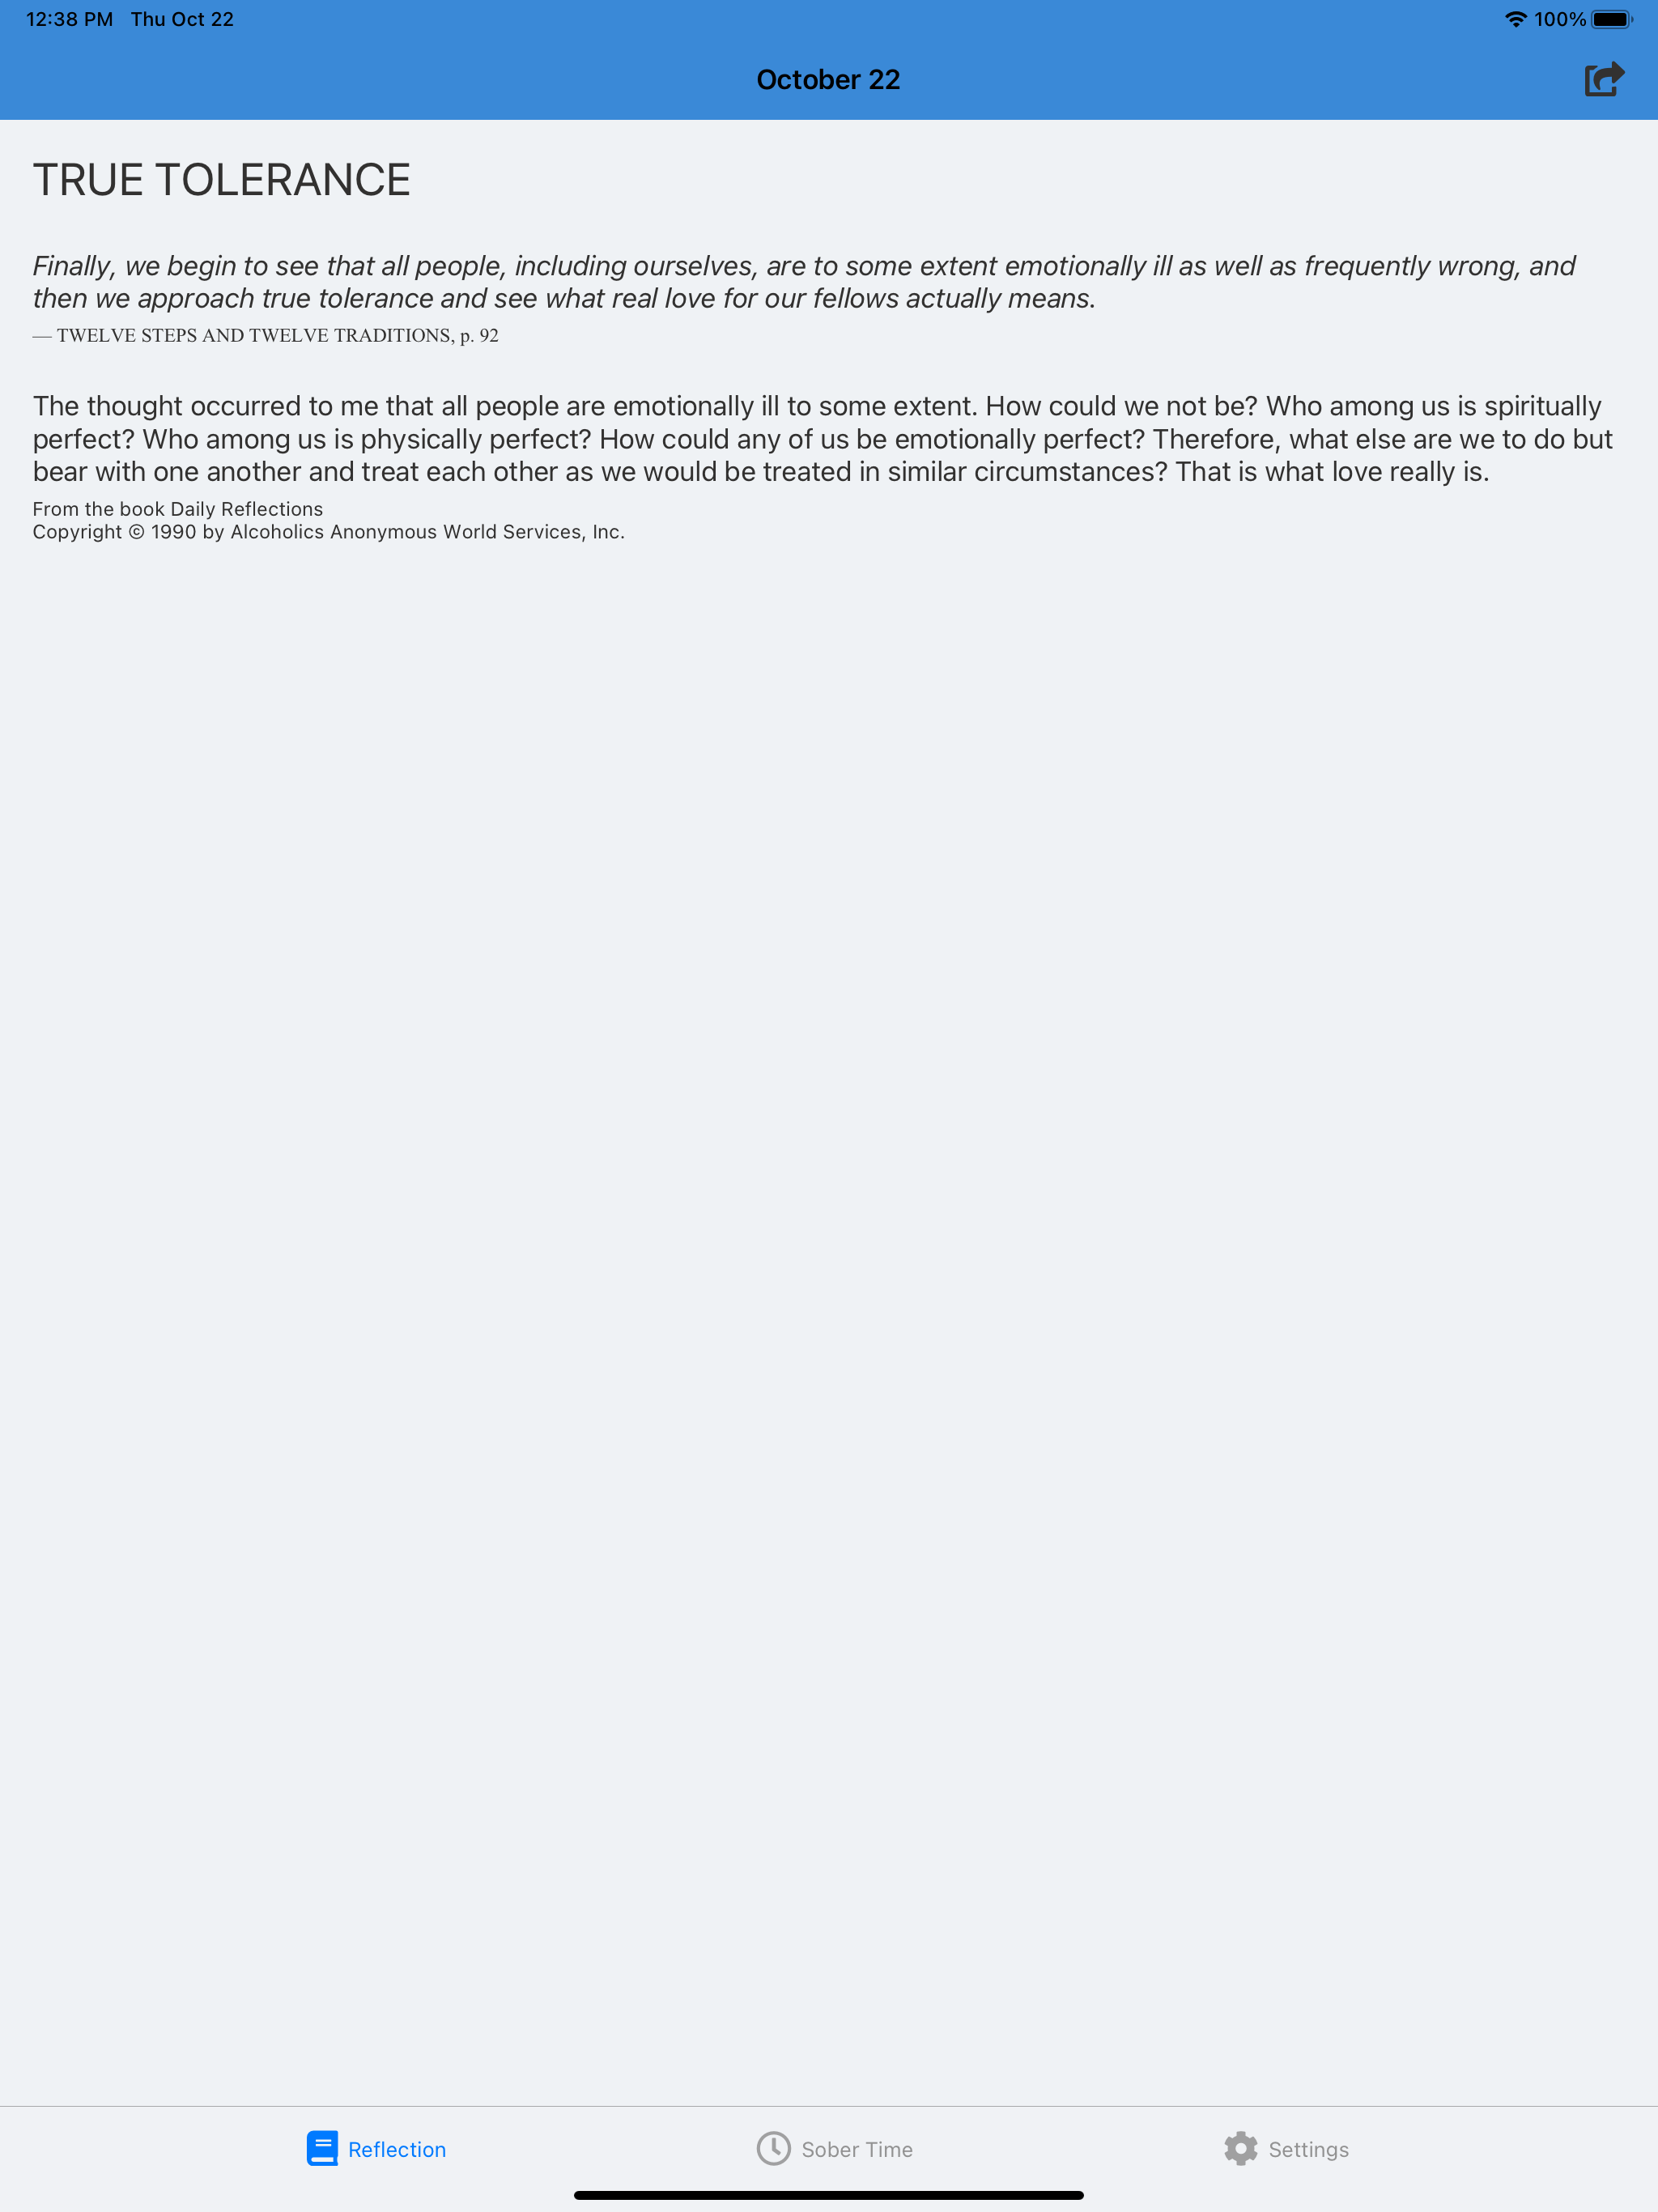 12:38 PM Thu Oct 22
100%
October 22
TRUE TOLERANCE
Finally, we begin to see that all people, including ourselves, are to some extent emotionally ill as well as frequently wrong, and
then we approach true tolerance and see what real love for our fellows actually means.
— TWELVE STEPS AND TWELVE TRADITIONS, p. 92
The thought occurred to me that all people are emotionally ill to some extent. How could we not be? Who among us is spiritually
perfect? Who among us is physically perfect? How could any of us be emotionally perfect? Therefore, what else are we to do but
bear with one another and treat each other as we would be treated in similar circumstances? That is what love really is.
From the book Daily Reflections
Copyright © 1990 by Alcoholics Anonymous World Services, Inc.
Reflection
Sober Time
Settings